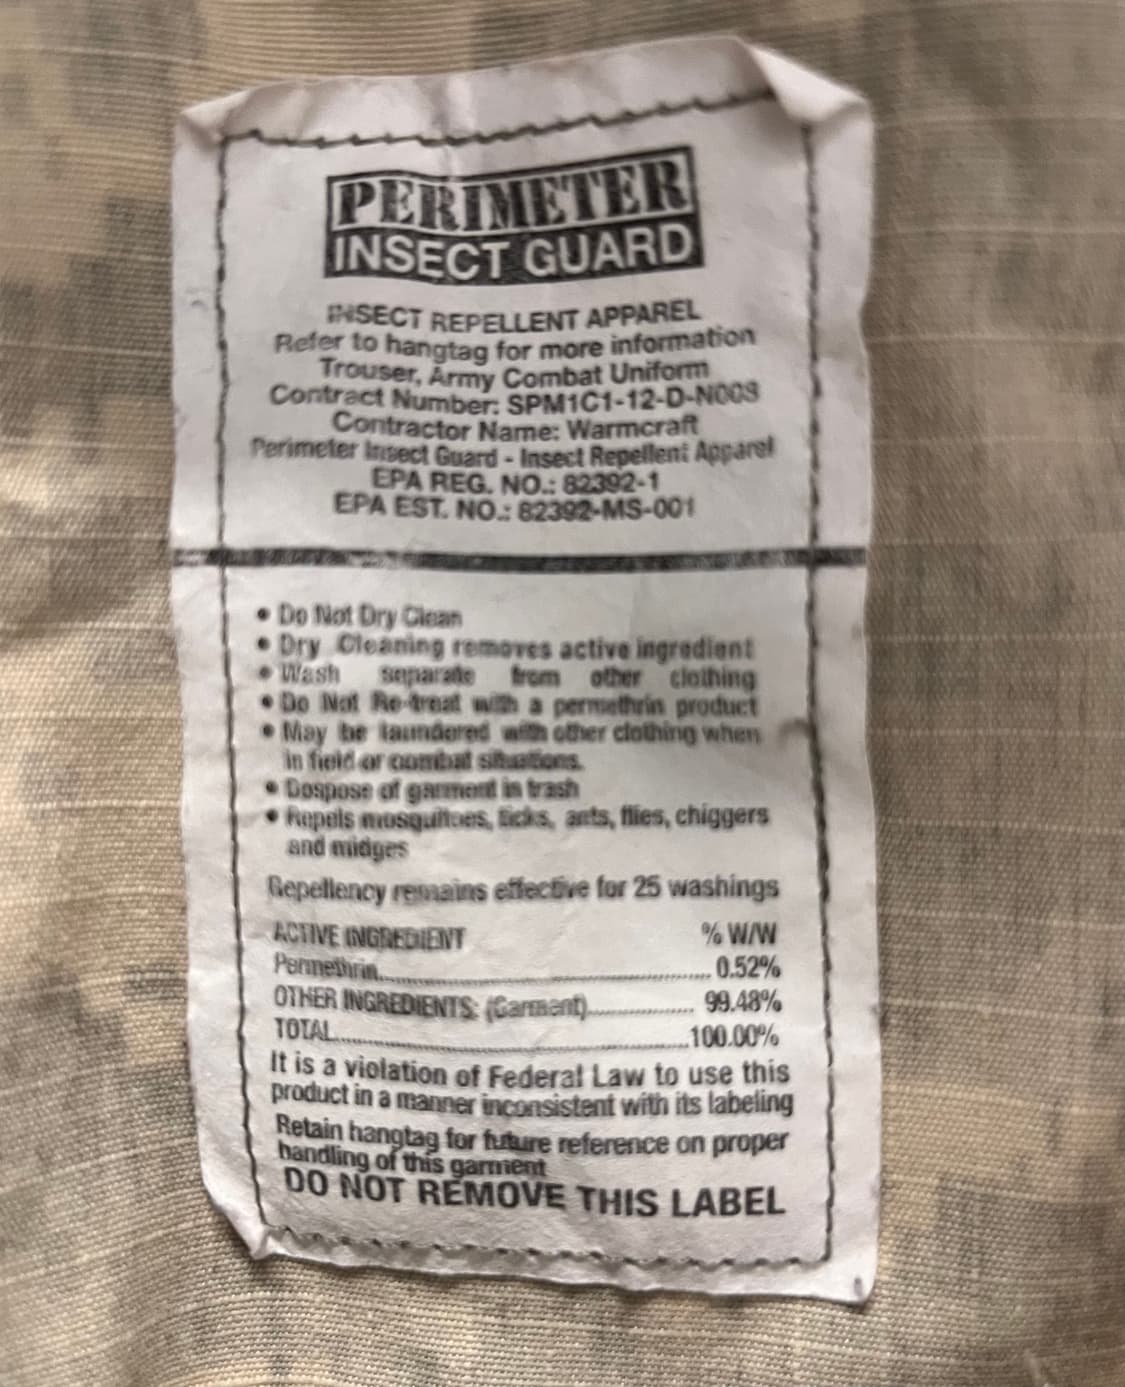 PERIMETER
INSECT GUARD
INSECT REPELLENT APPAREL
Refer to hangtag for more information
Trouser, Army Combat Uniform
Contract Number: SPM1C1-12-D-N008
Contractor Name: Warmcraft
Perimeter Insect Guard - Insect Repellent Apparel
EPA REG. NO.: 82392-1
EPA EST. NO.: 82392-MS-001
• Do Not Dry Clean
• Dry Cleaning removes active ingredient
• Wash separate from other clothing
• Do Not Re-treat with a permethrin product
• May be laundered with other clothing when
in field or combat situations.
• Dospose of garment in trash
• Repels mosquitoes, ticks, ants, flies, chiggers
and midges
Repellency remains effective for 25 washings
ACTIVE INGREDIENT % W/W
Permethrin.......... 0.52%
OTHER INGREDIENTS: (Garment).......... 99.48%
TOTAL..........100.00%
It is a violation of Federal Law to use this
product in a manner inconsistent with its labeling
Retain hangtag for future reference on proper
handling of this garment
DO NOT REMOVE THIS LABEL